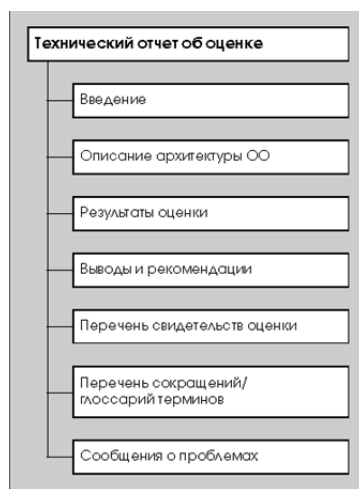 Технический отчет об оценке
Введение
Описание архитектуры ОО
Результаты оценки
Выводы и рекомендации
Перечень свидетельств оценки
Перечень сокращений/
глоссарий терминов
Сообщения о проблемах